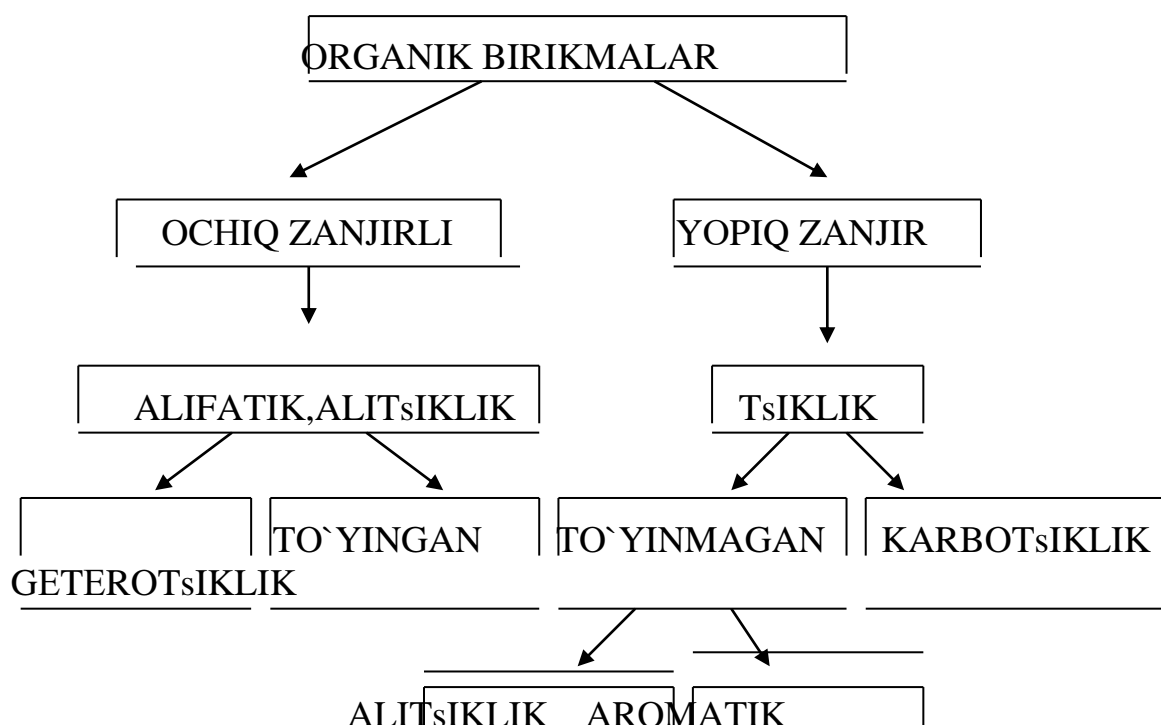 ORGANIK BIRIKMALAR
OCHIQ ZANJIRLI
YOPIQ ZANJIR
ALIFATIK,ALITsIKLIK
TsIKLIK
GETEROTsIKLIK
TO`YINGAN
TO`YINMAGAN
KARBOTsIKLIK
ALITsIKLIK
AROMATIK